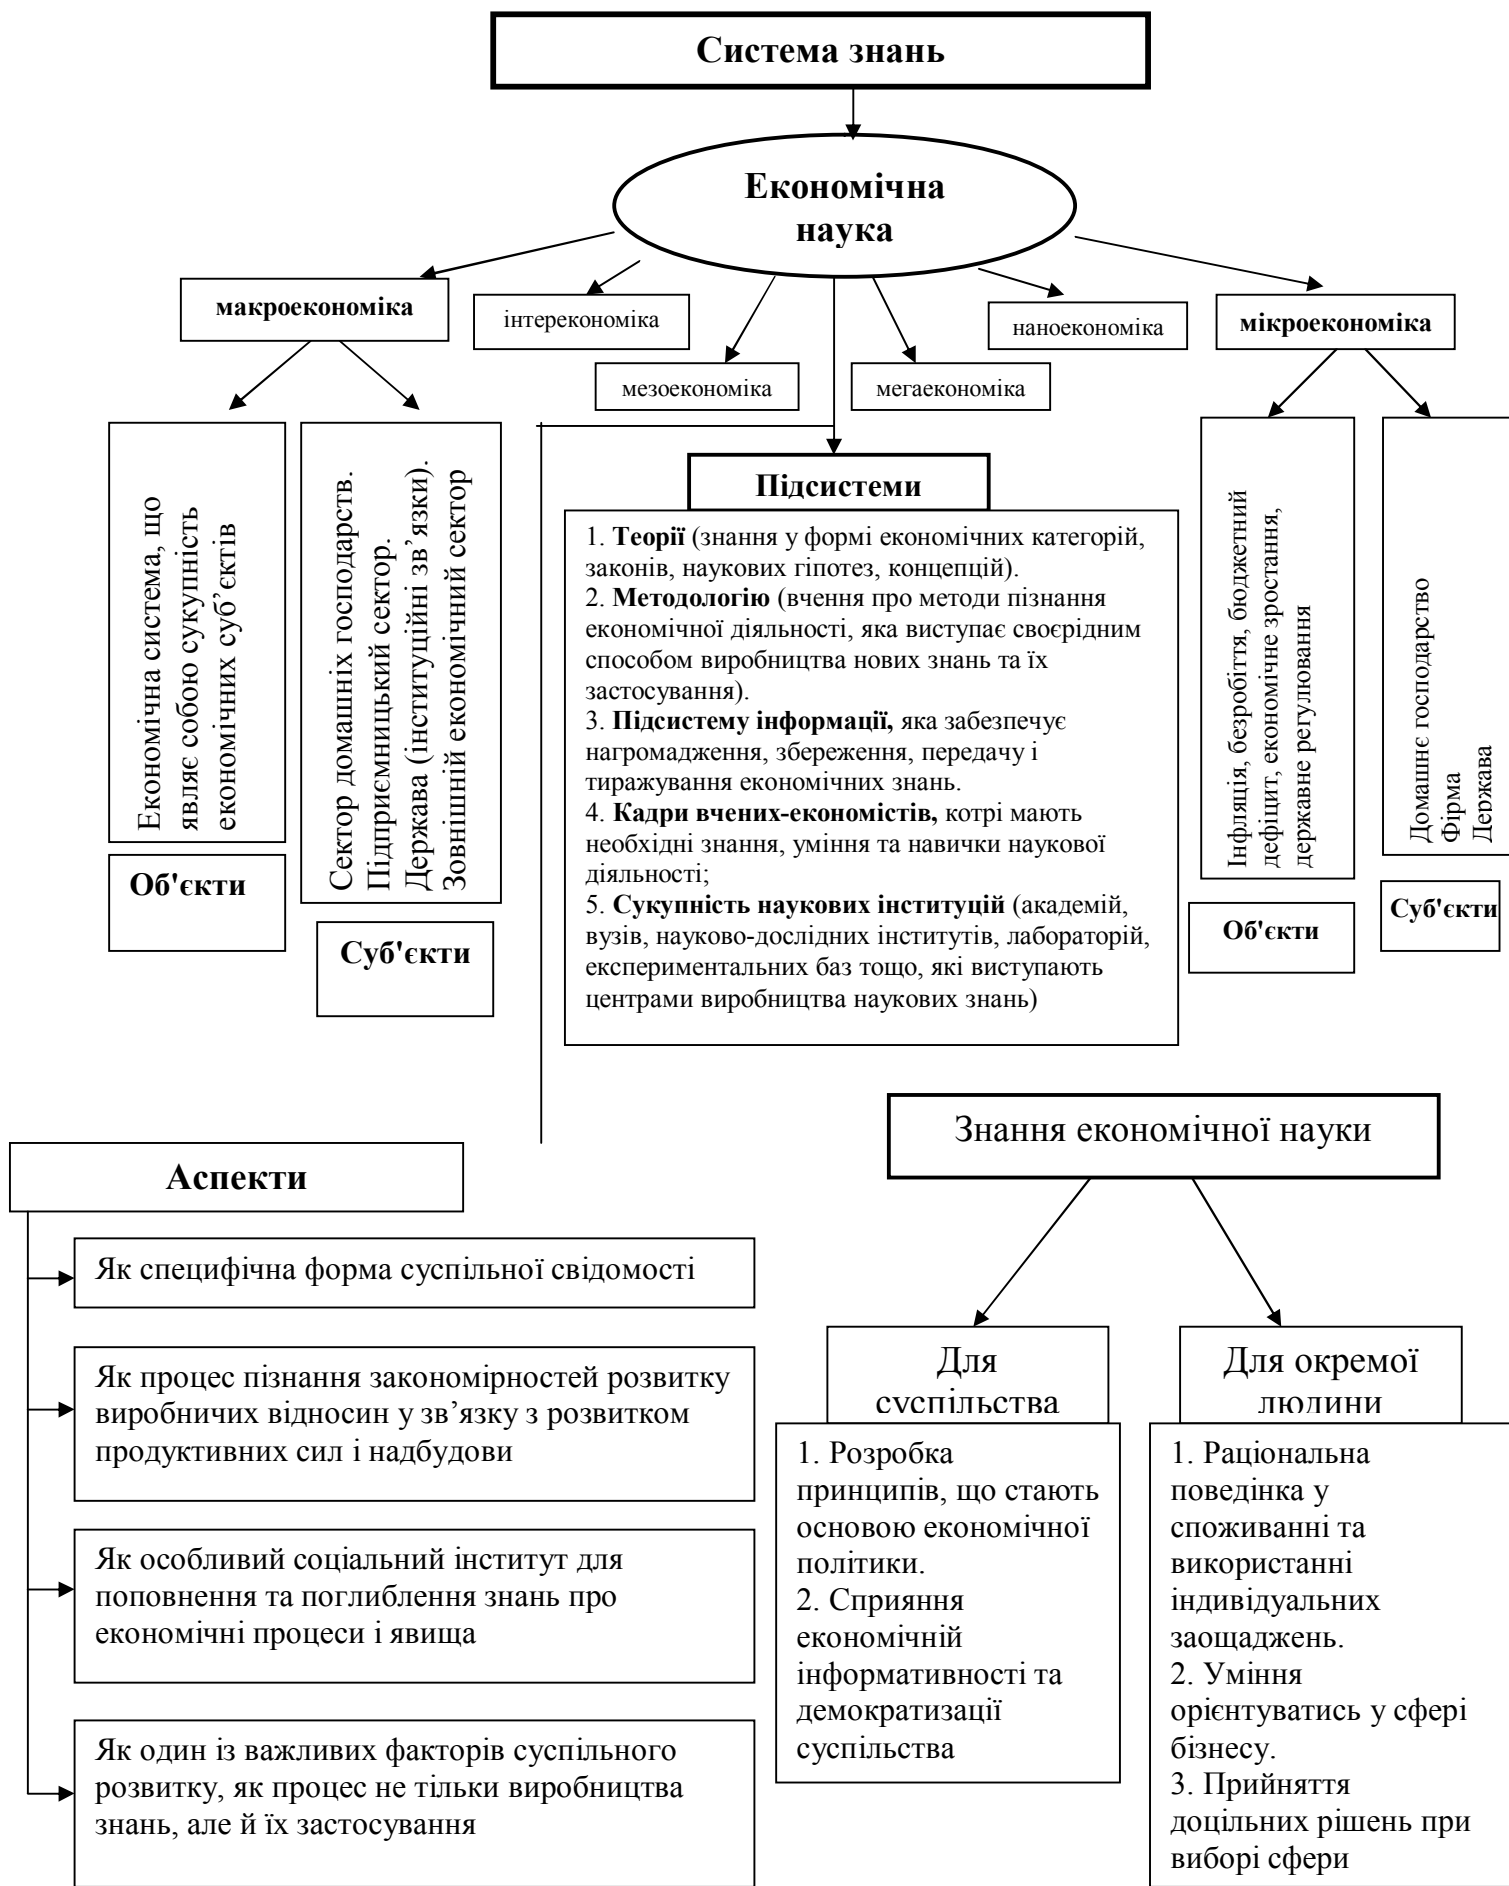 Система знань
Економічна
наука
макроекономіка
інтерекономіка
мезоекономіка
мегаекономіка
наноекономіка
мікроекономіка
Економічна система, що
являє собою сукупність
економічних суб’єктів
Об'єкти
Сектор домашніх господарств.
Підприємницький сектор.
Держава (інституційні зв’язки).
Зовнішній економічний сектор
Суб'єкти
Підсистеми
1. Теорії (знання у формі економічних категорій,
законів, наукових гіпотез, концепцій).
2. Методологію (вчення про методи пізнання
економічної діяльності, яка виступає своєрідним
способом виробництва нових знань та їх
застосування).
3. Підсистему інформації, яка забезпечує
нагромадження, збереження, передачу і
тиражування економічних знань.
4. Кадри вчених-економістів, котрі мають
необхідні знання, уміння та навички наукової
діяльності;
5. Сукупність наукових інституцій (академій,
вузів, науково-дослідних інститутів, лабораторій,
експериментальних баз тощо, які виступають
центрами виробництва наукових знань)
Інфляція, безробіття, бюджетний
дефіцит, економічне зростання,
державне регулювання
Об'єкти
Домашнє господарство
Фірма
Держава
Суб'єкти
Аспекти
Як специфічна форма суспільної свідомості
Як процес пізнання закономірностей розвитку
виробничих відносин у зв’язку з розвитком
продуктивних сил і надбудови
Як особливий соціальний інститут для
поповнення та поглиблення знань про
економічні процеси і явища
Як один із важливих факторів суспільного
розвитку, як процес не тільки виробництва
знань, але й їх застосування
Знання економічної науки
Для
суспільства
1. Розробка
принципів, що стають
основою економічної
політики.
2. Сприяння
економічній
інформативності та
демократизації
суспільства
Для окремої
людини
1. Раціональна
поведінка у
споживанні та
використанні
індивідуальних
заощаджень.
2. Уміння
орієнтуватись у сфері
бізнесу.
3. Прийняття
доцільних рішень при
виборі сфери